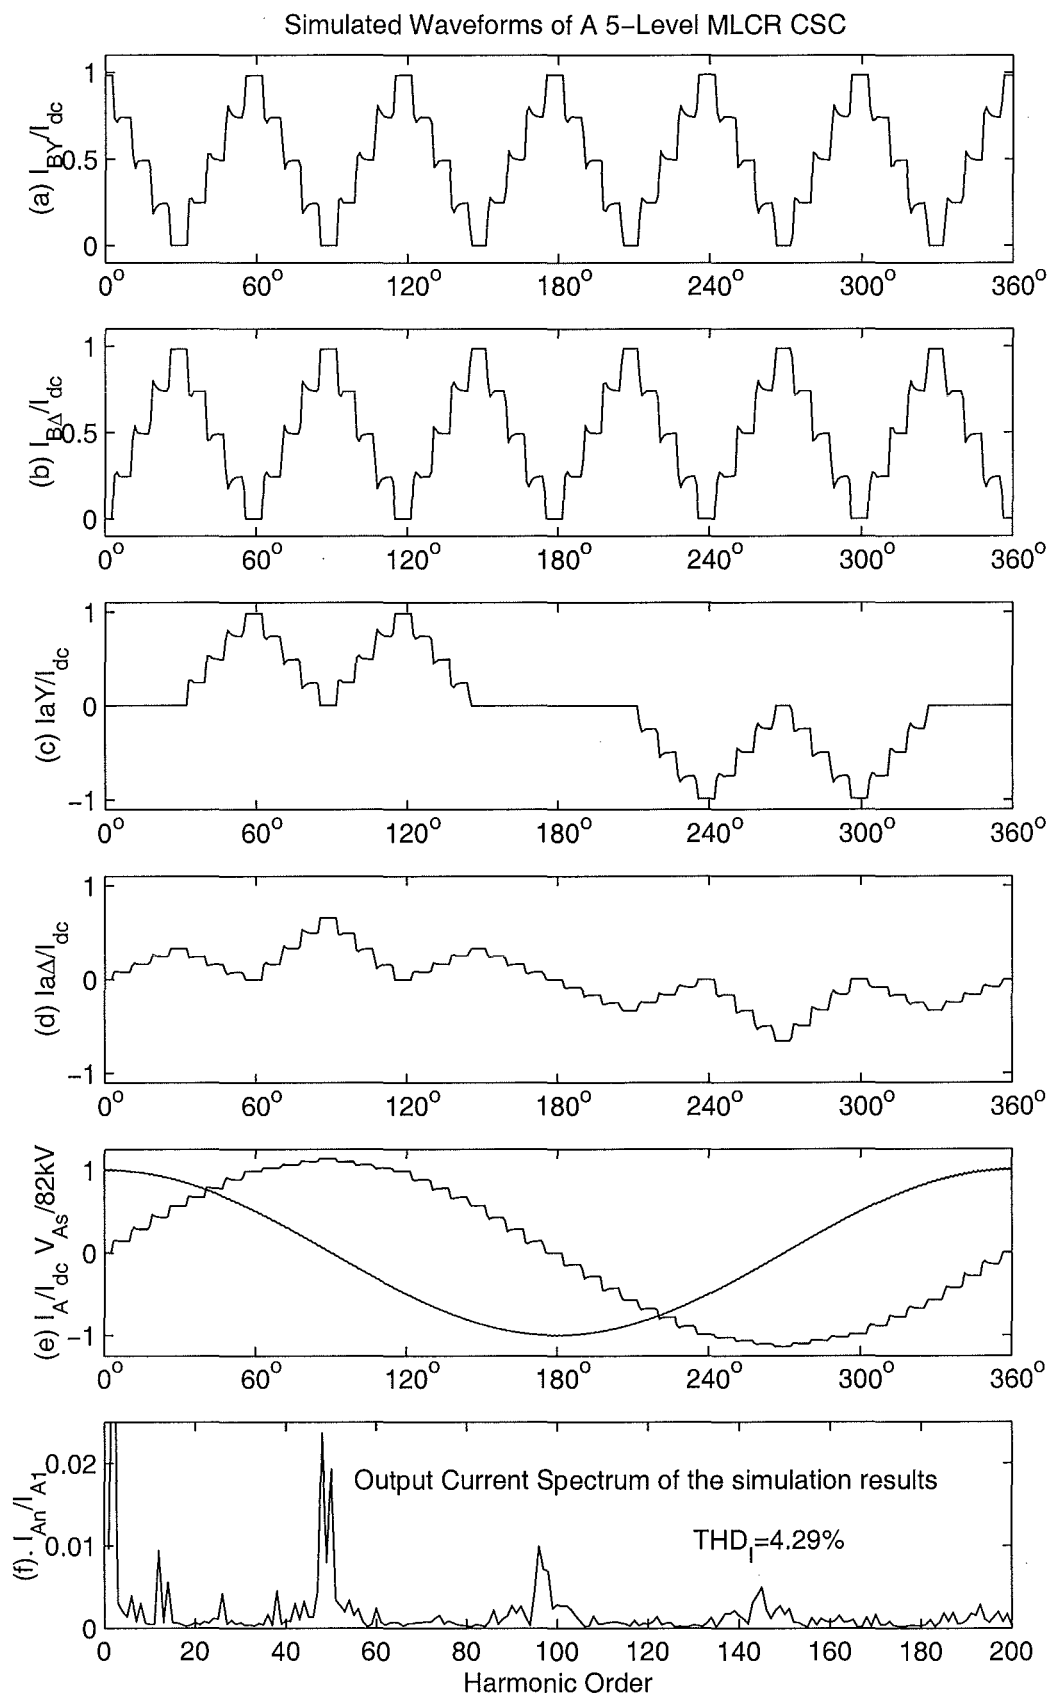 Simulated Waveforms of A 5−Level MLCR CSC
(a) I_BY/I_dc
1
0.5
0
0° 60° 120° 180° 240° 300° 360°
(b) I_BΔ/I_dc
1
0.5
0
0° 60° 120° 180° 240° 300° 360°
(c) IaY/I_dc
1
0
−1
0° 60° 120° 180° 240° 300° 360°
(d) IaΔ/I_dc
1
0
−1
0° 60° 120° 180° 240° 300° 360°
(e) I_A/I_dc V_As/82kV
1
0
−1
0° 60° 120° 180° 240° 300° 360°
(f). I_An/I_A1
0.02
0.01
0
Output Current Spectrum of the simulation results
THD_I=4.29%
0 20 40 60 80 100 120 140 160 180 200
Harmonic Order